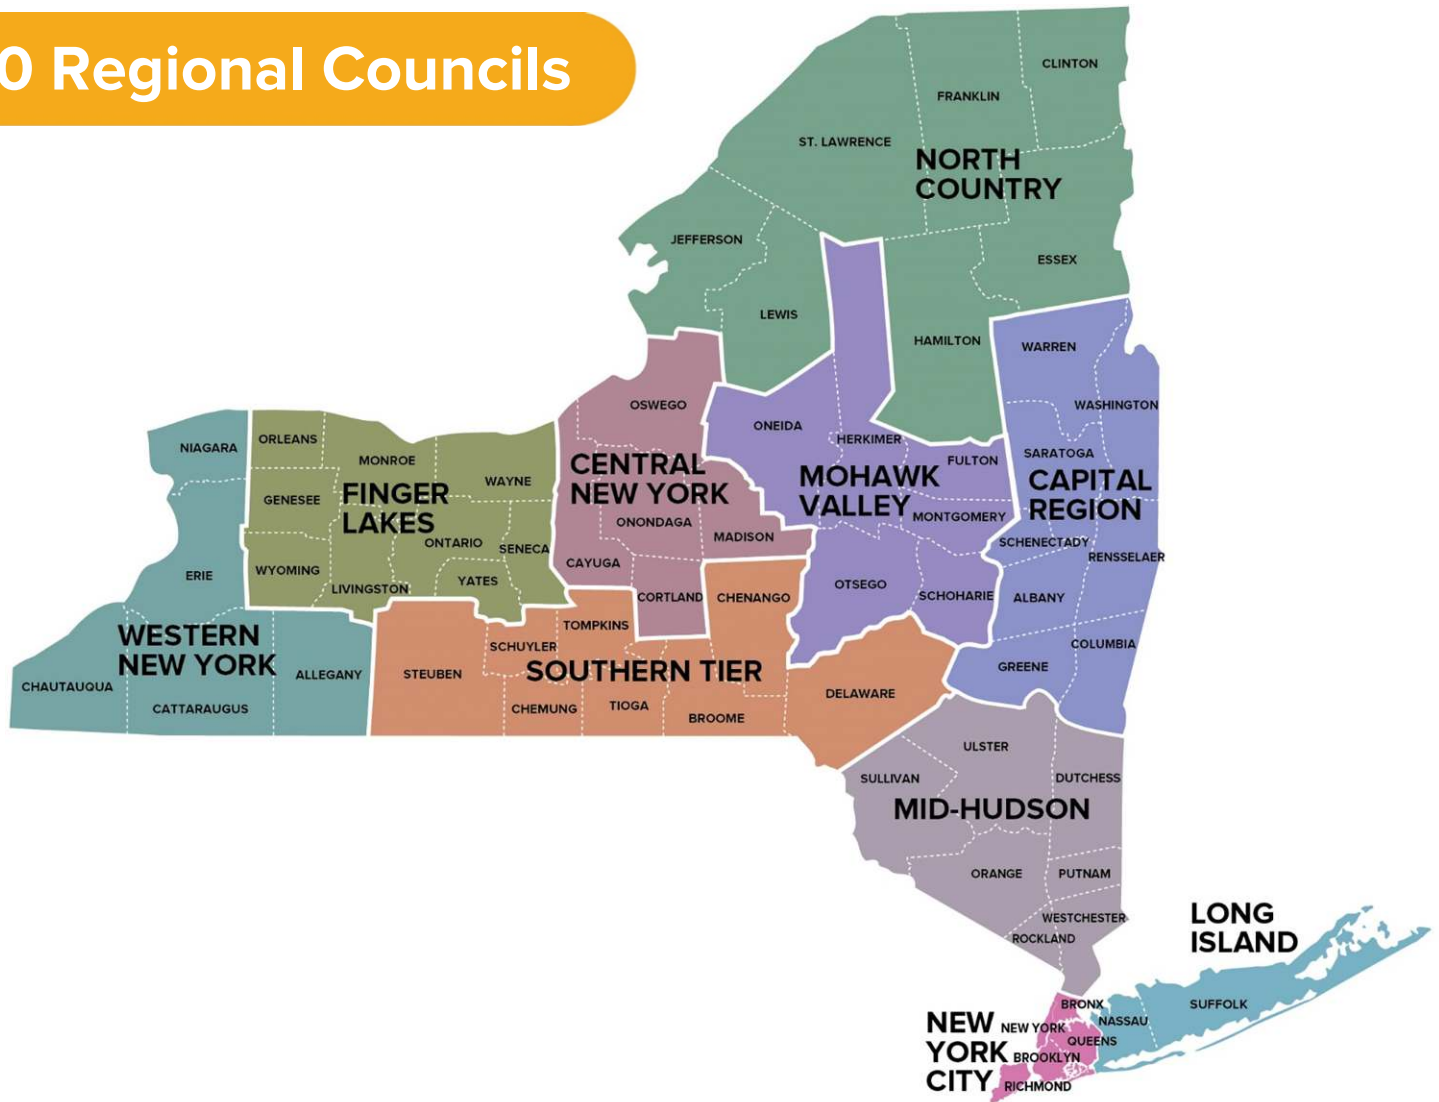 0 Regional Councils
CLINTON
FRANKLIN
ST. LAWRENCE
NORTH
COUNTRY
JEFFERSON
ESSEX
LEWIS
HAMILTON
WARREN
OSWEGO
WASHINGTON
ONEIDA
HERKIMER
NIAGARA
ORLEANS
MONROE
FULTON
SARATOGA
CENTRAL
NEW YORK
MOHAWK
VALLEY
CAPITAL
REGION
WAYNE
GENESEE
FINGER
LAKES
ONONDAGA
MONTGOMERY
MADISON
ONTARIO
SENECA
SCHENECTADY
RENSSELAER
CAYUGA
WYOMING
ERIE
YATES
LIVINGSTON
OTSEGO
SCHOHARIE
ALBANY
CORTLAND
CHENANGO
TOMPKINS
WESTERN
NEW YORK
SCHUYLER
COLUMBIA
GREENE
SOUTHERN TIER
ALLEGANY
STEUBEN
CHAUTAUQUA
DELAWARE
CATTARAUGUS
CHEMUNG
TIOGA
BROOME
ULSTER
SULLIVAN
DUTCHESS
MID-HUDSON
ORANGE
PUTNAM
WESTCHESTER
ROCKLAND
LONG
ISLAND
BRONX
SUFFOLK
NASSAU
NEW
YORK
CITY
NEW YORK
QUEENS
BROOKLYN
RICHMOND